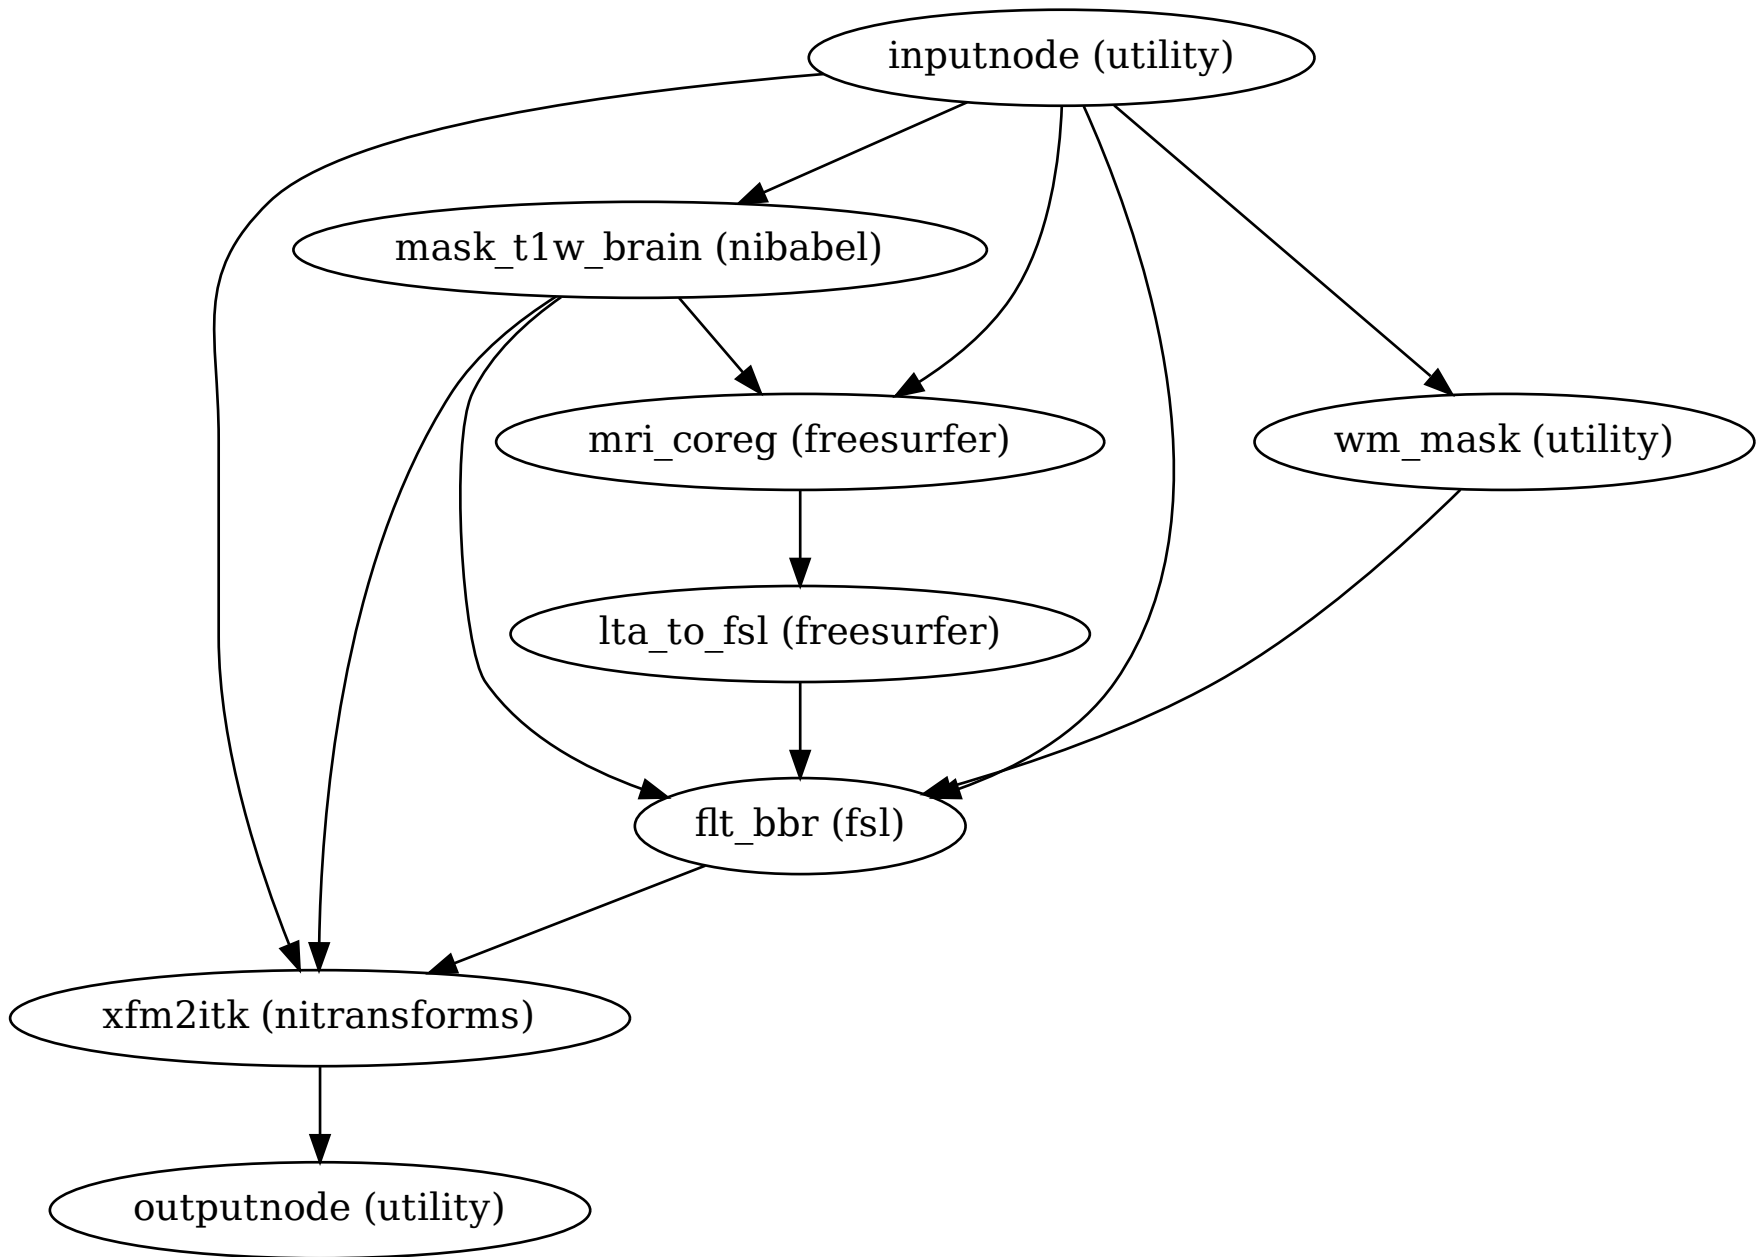 inputnode (utility)
mask_t1w_brain (nibabel)
mri_coreg (freesurfer)
wm_mask (utility)
lta_to_fsl (freesurfer)
flt_bbr (fsl)
xfm2itk (nitransforms)
outputnode (utility)